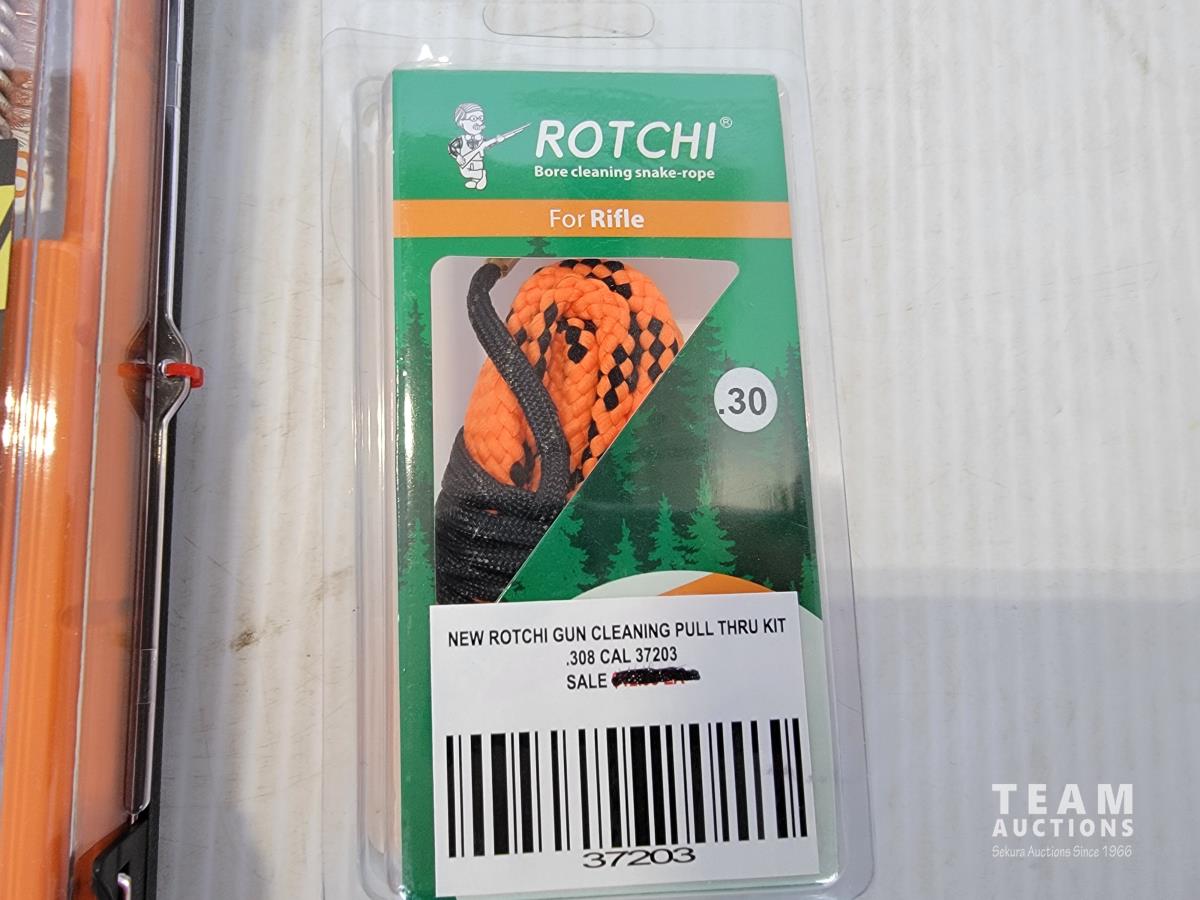 ROTCHI®
Bore cleaning snake-rope
For Rifle
.30
NEW ROTCHI GUN CLEANING PULL THRU KIT
.308 CAL 37203
SALE
37203
TEAM
AUCTIONS
Sekura Auctions Since 1966